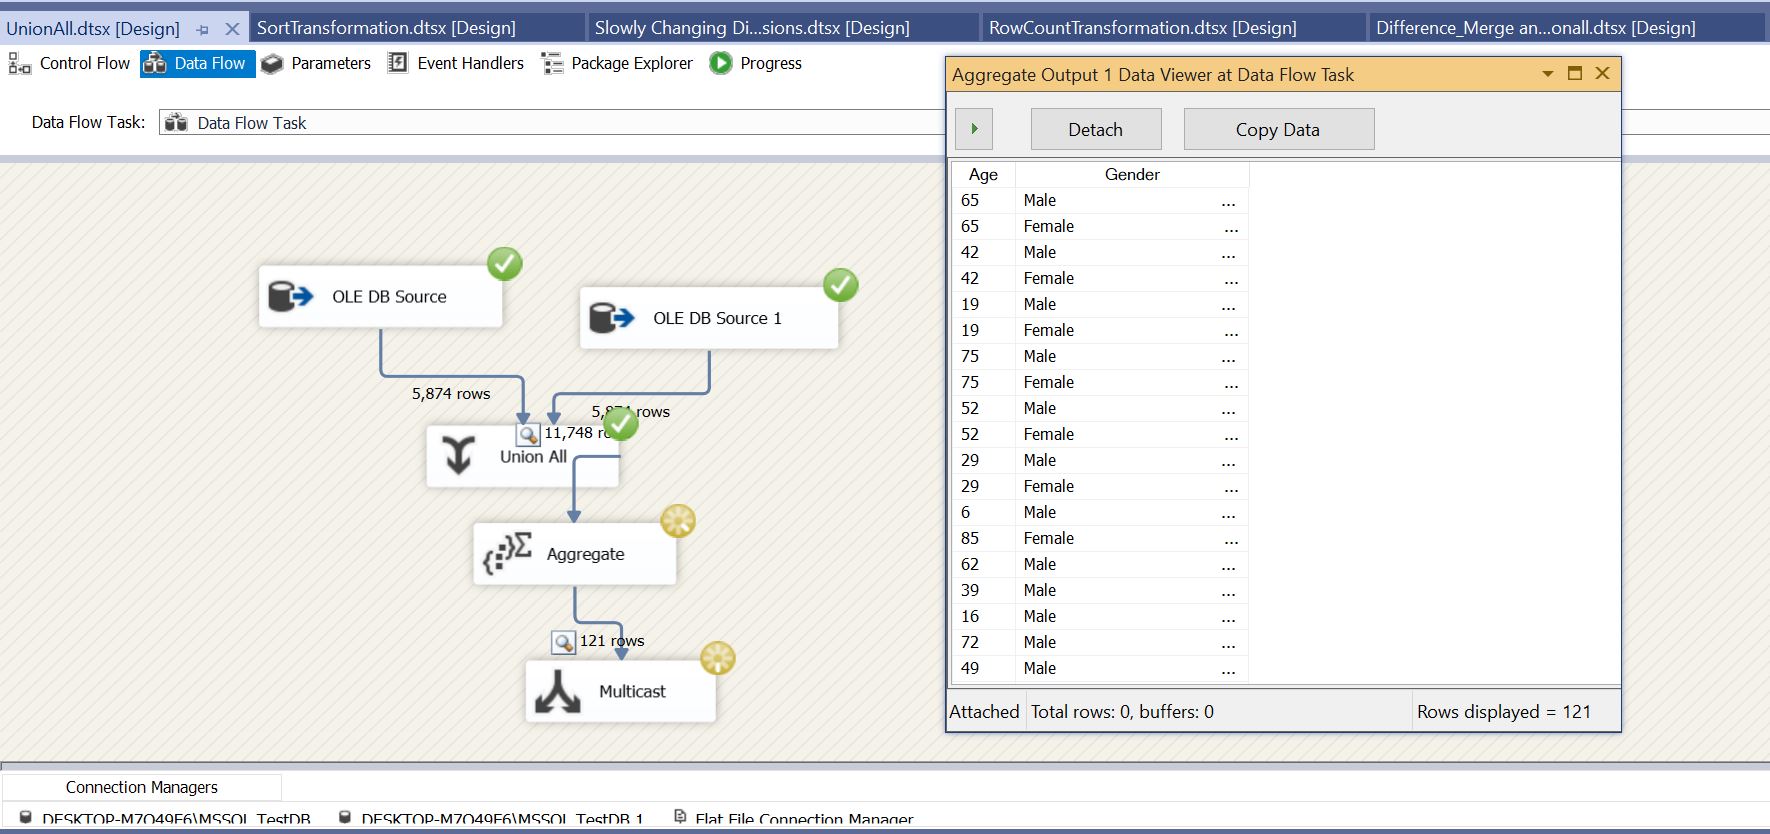 UnionAll.dtsx [Design]
SortTransformation.dtsx [Design]
Slowly Changing Di...sions.dtsx [Design]
RowCountTransformation.dtsx [Design]
Difference_Merge an...onall.dtsx [Design]
Control Flow
Data Flow
Parameters
Event Handlers
Package Explorer
Progress
Data Flow Task:
Data Flow Task
OLE DB Source
OLE DB Source 1
5,874 rows
rows
11,748
Union All
Aggregate
121 rows
Multicast
Aggregate Output 1 Data Viewer at Data Flow Task
Detach
Copy Data
Age Gender
65 Male ...
65 Female ...
42 Male ...
42 Female ...
19 Male ...
19 Female ...
75 Male ...
75 Female ...
52 Male ...
52 Female ...
29 Male ...
29 Female ...
6 Male ...
85 Female ...
62 Male ...
39 Male ...
16 Male ...
72 Male ...
49 Male ...
Attached
Total rows: 0, buffers: 0
Rows displayed = 121
Connection Managers
DESKTOP-M7O49F6\MSSQL.TestDB
DESKTOP-M7O49F6\MSSQL.TestDB 1
Flat File Connection Manager